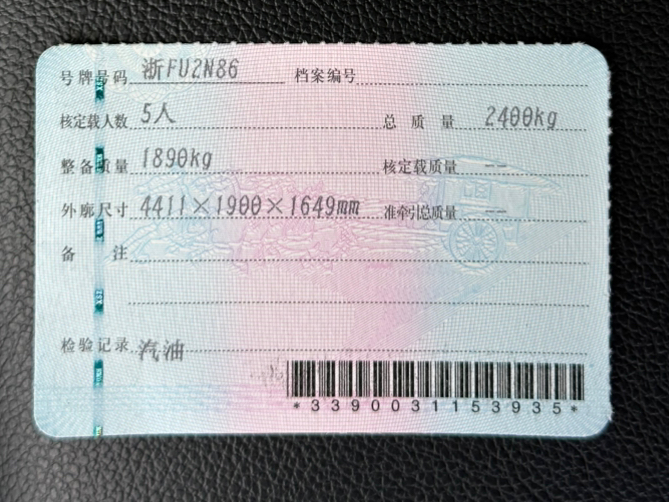 号牌号码 浙FU2N86 档案编号
核定载人数 5人 总质量 2400kg
整备质量 1890kg 核定载质量 --
外廓尺寸 4411×1900×1649mm 准牵引总质量 --
备注
检验记录 汽油
*3390031153935*